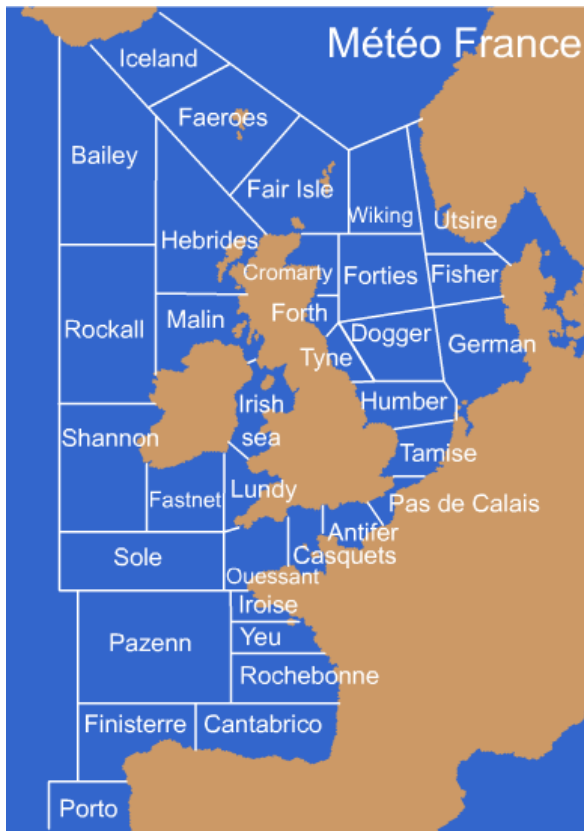 Météo France
Iceland
Faeroes
Bailey
Fair Isle
Wiking
Utsire
Hebrides
Cromarty
Forties
Fisher
Rockall
Malin
Forth
Dogger
German
Tyne
Humber
Irish
sea
Shannon
Tamise
Fastnet
Lundy
Pas de Calais
Antifer
Casquets
Sole
Ouessant
Iroise
Yeu
Pazenn
Rochebonne
Finisterre
Cantabrico
Porto